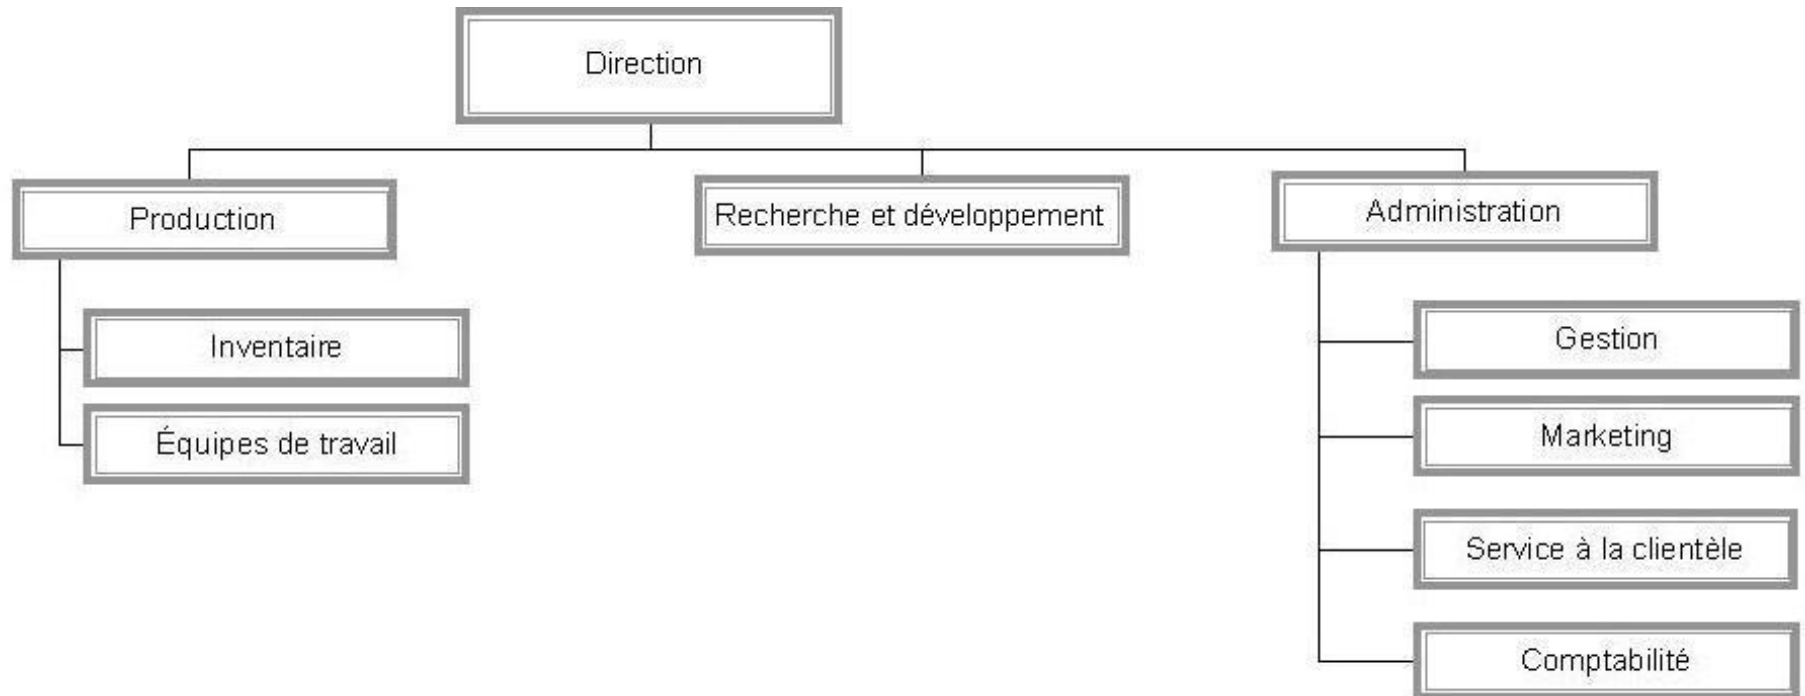 Direction
Production
Recherche et développement
Administration
Inventaire
Équipes de travail
Gestion
Marketing
Service à la clientèle
Comptabilité